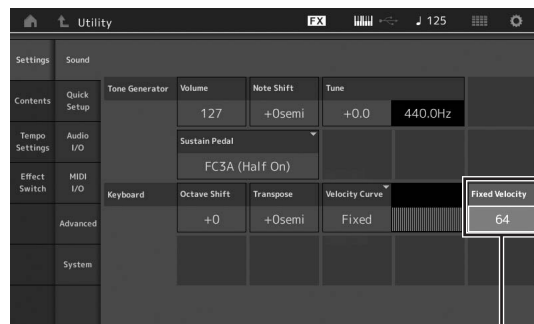 Utility FX ♩ 125
Settings Sound
Tone Generator Volume Note Shift Tune
127 +0semi +0.0 440.0Hz
Contents Quick Setup
Sustain Pedal
FC3A (Half On)
Tempo Settings Audio I/O
Effect Switch MIDI I/O
Keyboard Octave Shift Transpose Velocity Curve Fixed Velocity
+0 +0semi Fixed 64
Advanced
System